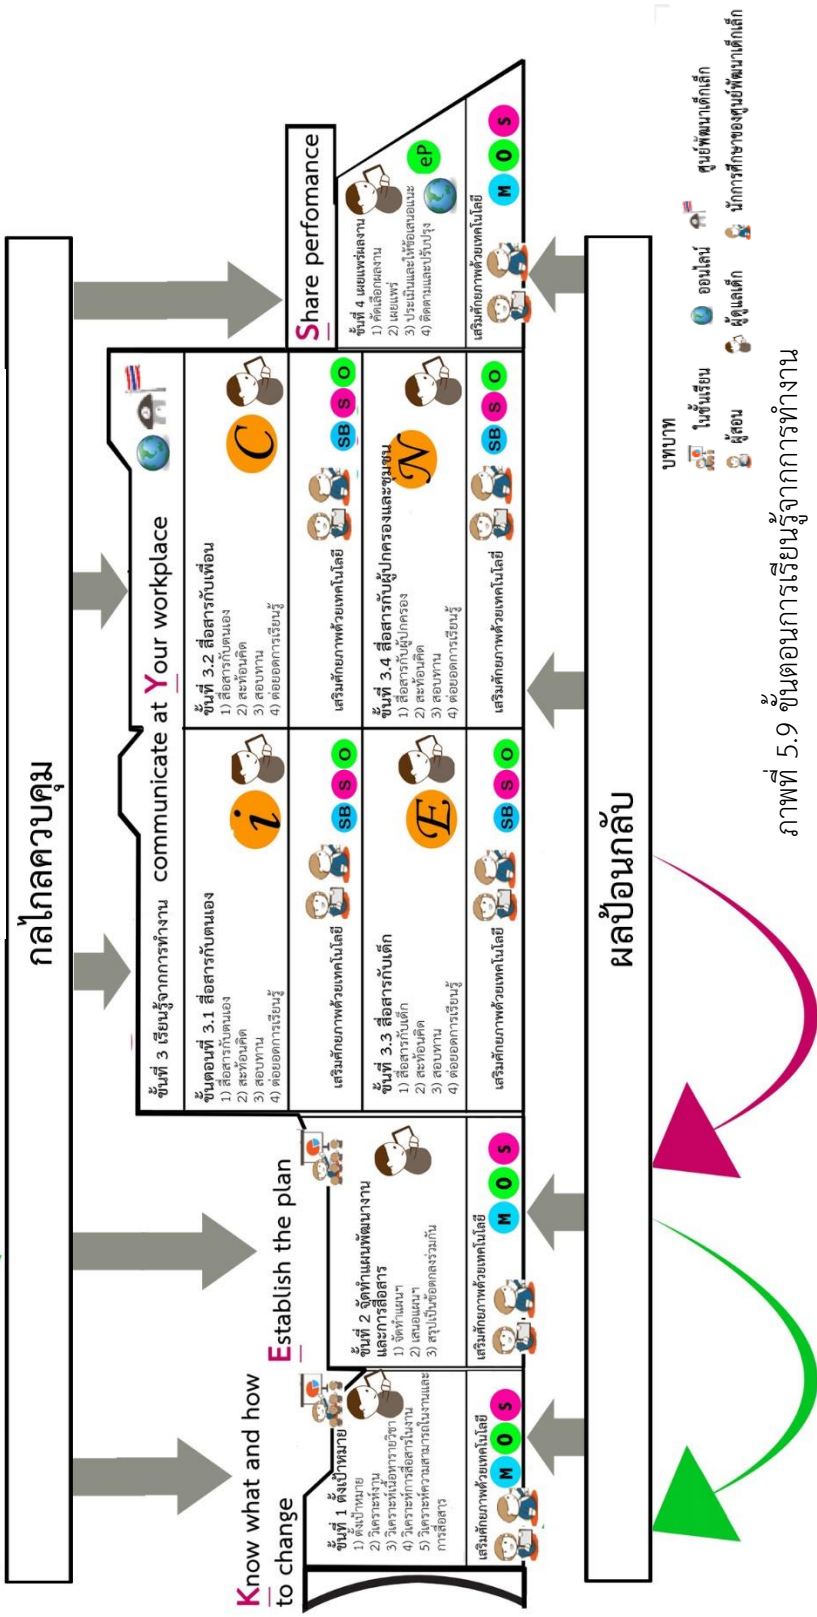 กลไกลควบคุม
Know what and how
to change
ขั้นที่ 1 ตั้งเป้าหมาย
1) ตั้งเป้าหมาย
2) วิเคราะห์งาน
3) วิเคราะห์เนื้อหารายวิชา
4) วิเคราะห์การสื่อสารในงาน
5) วิเคราะห์ความสามารถในงานและ
การสื่อสาร
เสริมศักยภาพด้วยเทคโนโลยี
M O S
Establish the plan
ขั้นที่ 2 จัดทำแผนพัฒนางาน
และการสื่อสาร
1) จัดทำแผนฯ
2) เสนอแผนฯ
3) สรุปเป็นข้อตกลงร่วมกัน
เสริมศักยภาพด้วยเทคโนโลยี
M O S
ขั้นที่ 3 เรียนรู้จากการทำงาน communicate at Your workplace
ขั้นตอนที่ 3.1 สื่อสารกับตนเอง
1) สื่อสารกับตนเอง
2) สะท้อนคิด
3) สอบทาน
4) ต่อยอดการเรียนรู้
i
เสริมศักยภาพด้วยเทคโนโลยี
SB S O
ขั้นที่ 3.2 สื่อสารกับเพื่อน
1) สื่อสารกับตนเอง
2) สะท้อนคิด
3) สอบทาน
4) ต่อยอดการเรียนรู้
C
เสริมศักยภาพด้วยเทคโนโลยี
SB S O
ขั้นที่ 3.3 สื่อสารกับเด็ก
1) สื่อสารกับเด็ก
2) สะท้อนคิด
3) สอบทาน
4) ต่อยอดการเรียนรู้
E
เสริมศักยภาพด้วยเทคโนโลยี
SB S O
ขั้นที่ 3.4 สื่อสารกับผู้ปกครองและชุมชน
1) สื่อสารกับผู้ปกครอง
2) สะท้อนคิด
3) สอบทาน
4) ต่อยอดการเรียนรู้
N
เสริมศักยภาพด้วยเทคโนโลยี
SB S O
Share perfomance
ขั้นที่ 4 เผยแพร่ผลงาน
1) คัดเลือกผลงาน
2) เผยแพร่
3) ประเมินและให้ข้อเสนอแนะ
4) ติดตามและปรับปรุง
eP
เสริมศักยภาพด้วยเทคโนโลยี
M O S
ผลป้อนกลับ
บทบาท
ในชั้นเรียน ออนไลน์ ศูนย์พัฒนาเด็กเล็ก
ผู้สอน ผู้ดูแลเด็ก นักการศึกษาของศูนย์พัฒนาเด็กเล็ก
ภาพที่ 5.9 ขั้นตอนการเรียนรู้จากการทำงาน